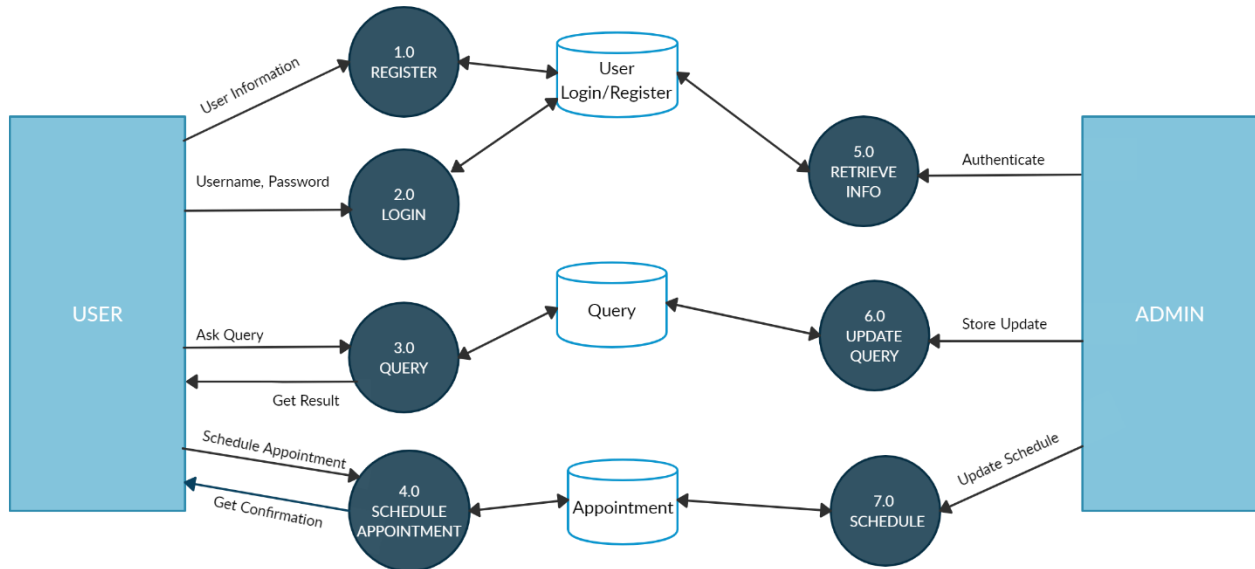 1.0
REGISTER
User
Login/Register
User Information
5.0
RETRIEVE
INFO
Authenticate
Username, Password
2.0
LOGIN
USER
Query
6.0
UPDATE
QUERY
Store Update
ADMIN
Ask Query
3.0
QUERY
Get Result
Schedule Appointment
Update Schedule
4.0
SCHEDULE
APPOINTMENT
Appointment
7.0
SCHEDULE
Get Confirmation